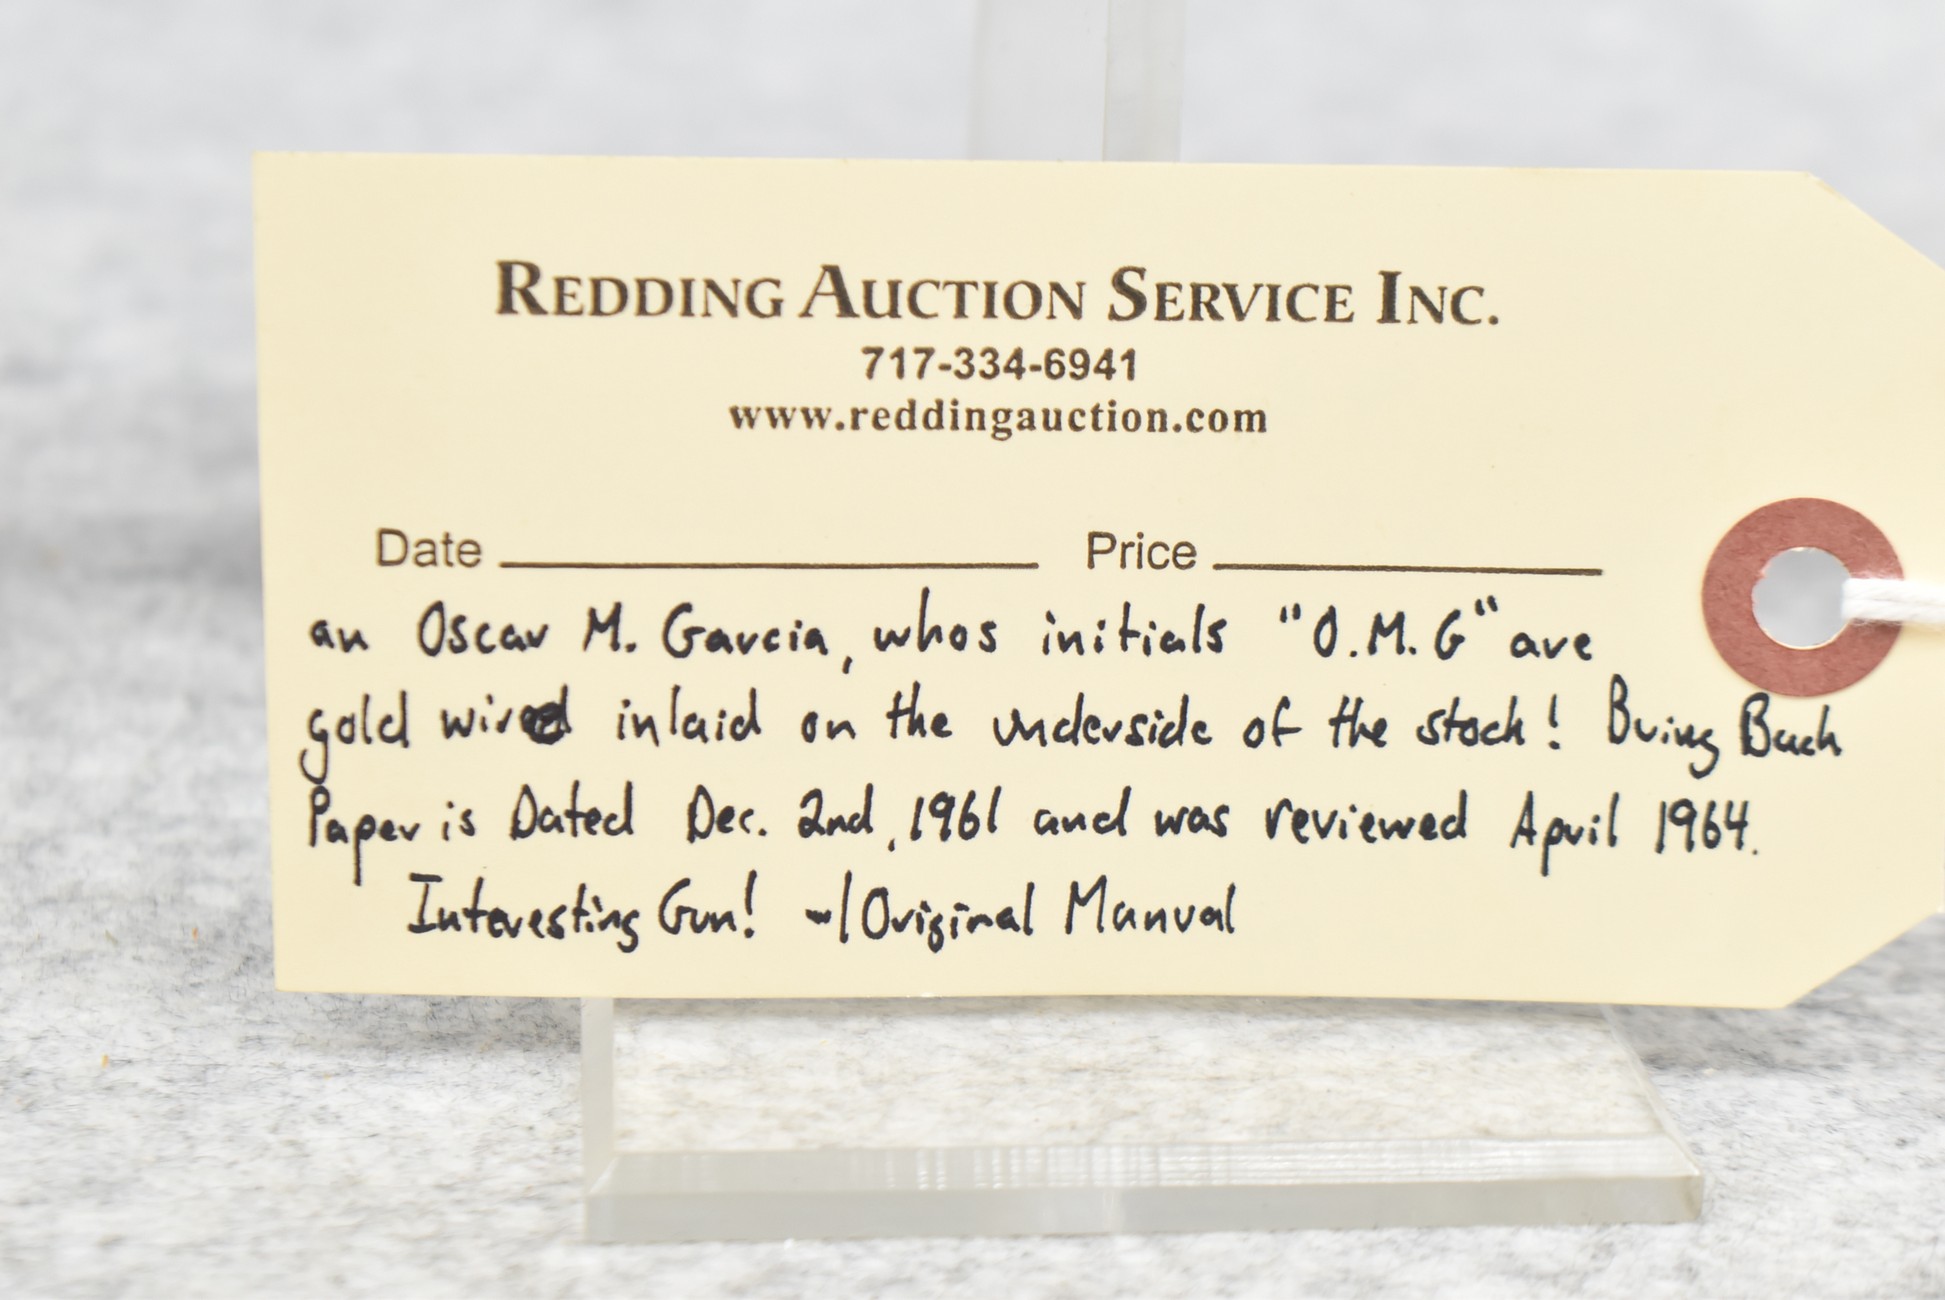 REDDING AUCTION SERVICE INC.
717-334-6941
www.reddingauction.com
Date Price
an Oscar M. Garcia, whos initials "O.M.G" are
gold wired inlaid on the underside of the stock! Bring Back
Paper is Dated Dec. 2nd, 1961 and was reviewed April 1964.
Interesting Gun! w/ Original Manual